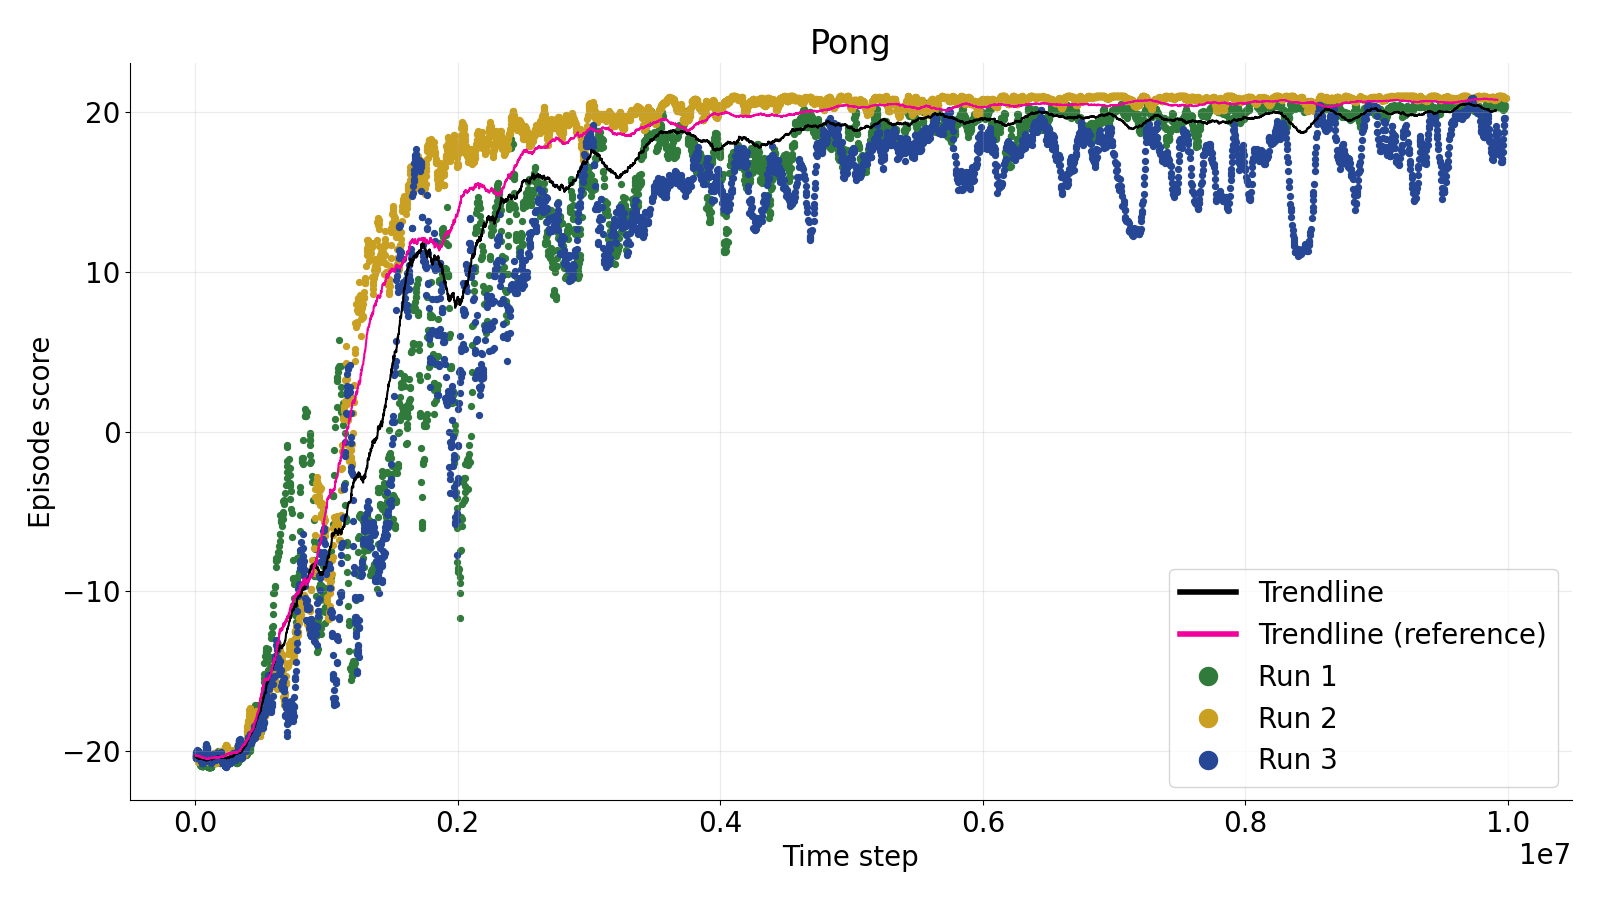 Pong
Episode score
20
10
0
−10
−20
0.0 0.2 0.4 0.6 0.8 1.0
1e7
Time step
Trendline
Trendline (reference)
Run 1
Run 2
Run 3